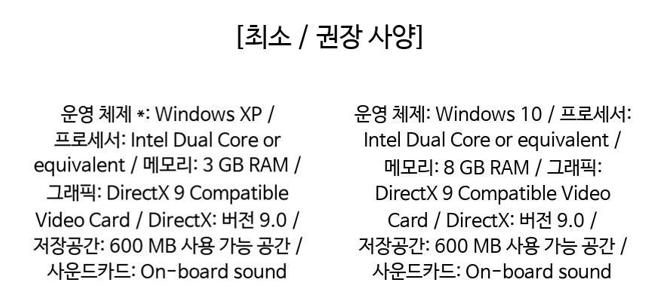 [최소 / 권장 사양]
운영 체제 *: Windows XP /
프로세서: Intel Dual Core or
equivalent / 메모리: 3 GB RAM /
그래픽: DirectX 9 Compatible
Video Card / DirectX: 버전 9.0 /
저장공간: 600 MB 사용 가능 공간 /
사운드카드: On-board sound
운영 체제: Windows 10 / 프로세서:
Intel Dual Core or equivalent /
메모리: 8 GB RAM / 그래픽:
DirectX 9 Compatible Video
Card / DirectX: 버전 9.0 /
저장공간: 600 MB 사용 가능 공간 /
사운드카드: On-board sound